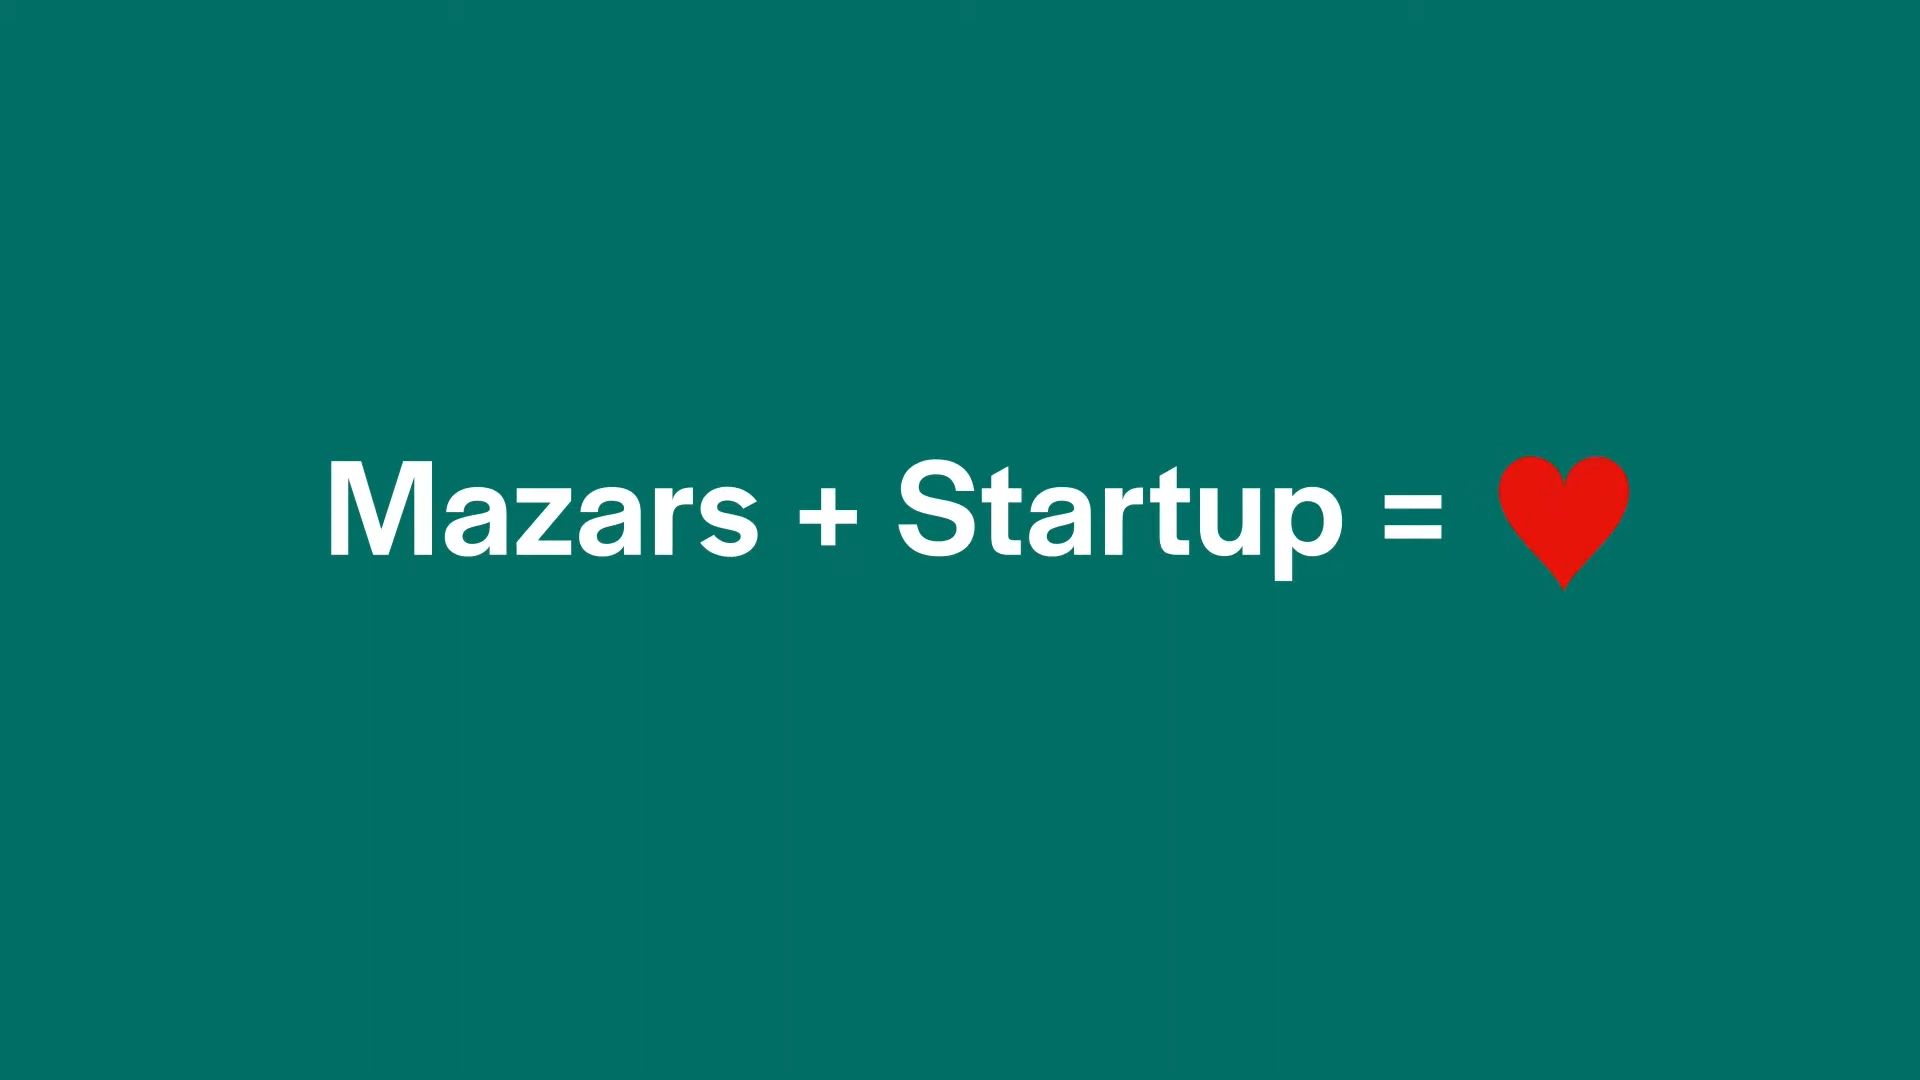 Mazars + Startup = ♥